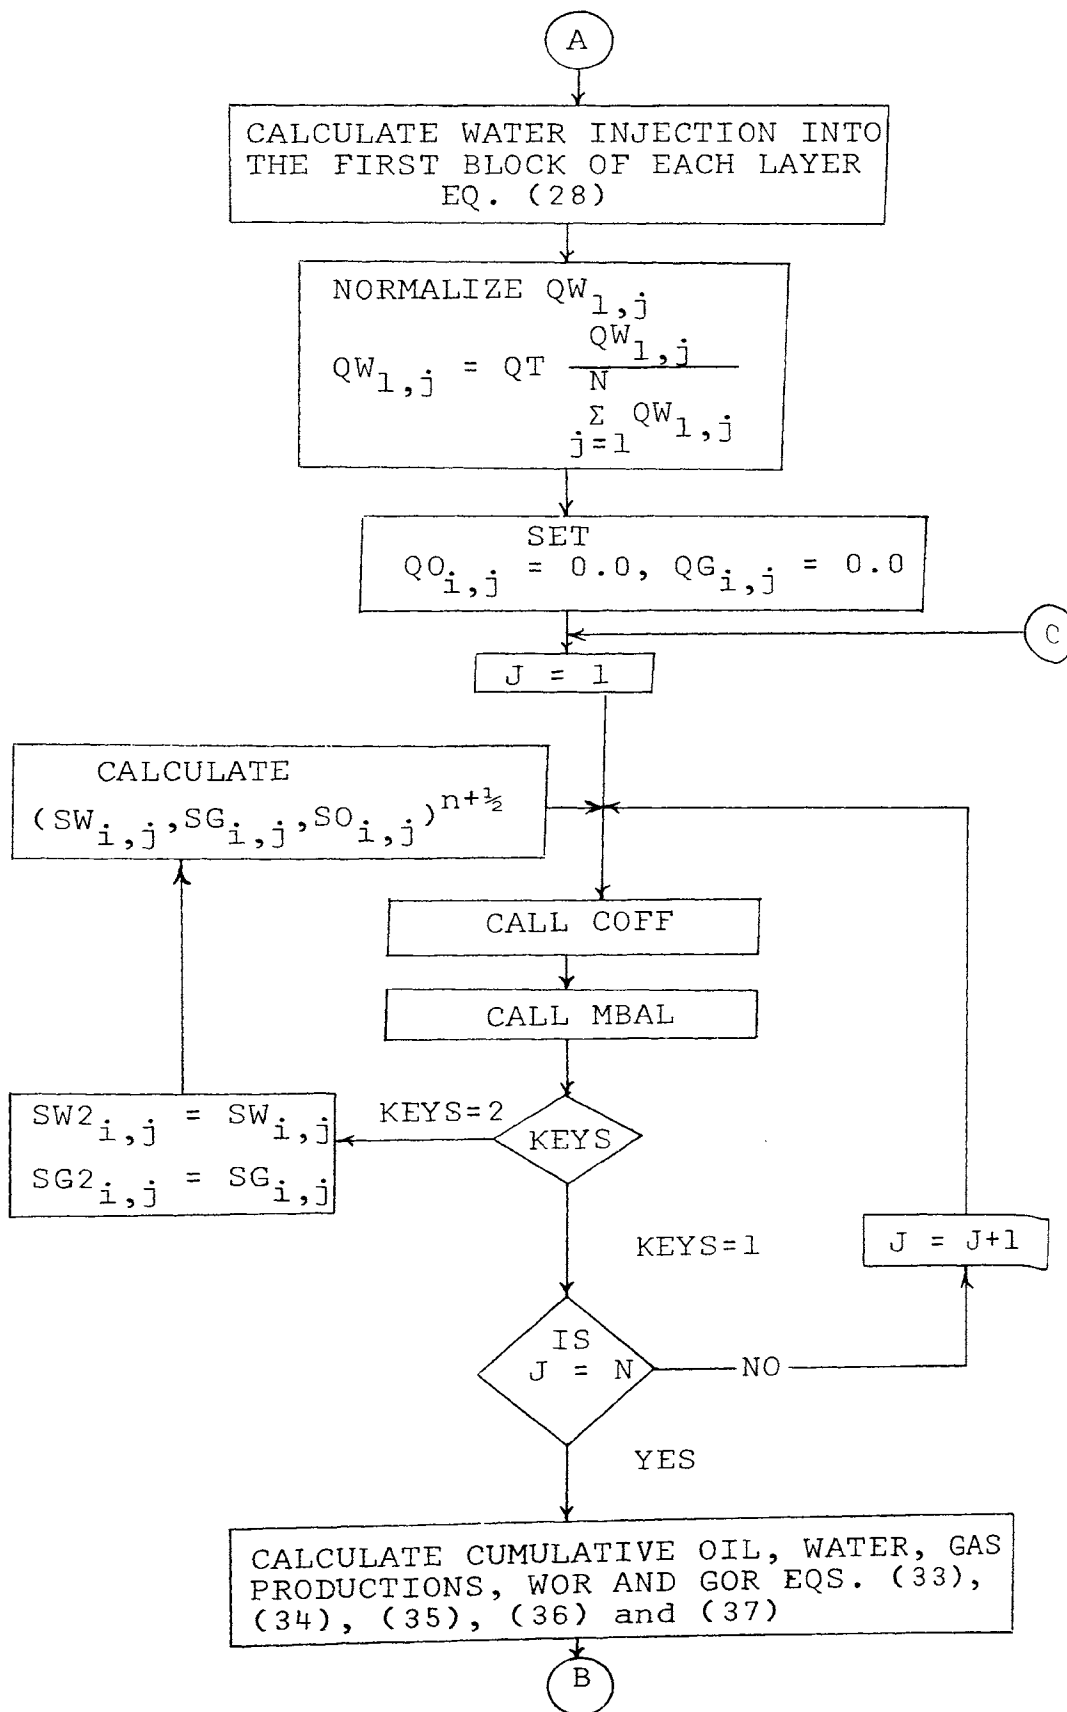 A
CALCULATE WATER INJECTION INTO
THE FIRST BLOCK OF EACH LAYER
EQ. (28)
NORMALIZE QW1,j
QW1,j
QW1,j = QT
N
Σ QW1,j
j=1
SET
QOi,j = 0.0, QGi,j = 0.0
C
J = 1
CALCULATE
(SWi,j,SGi,j,SOi,j)n+½
CALL COFF
CALL MBAL
KEYS
KEYS=2
SW2i,j = SWi,j
SG2i,j = SGi,j
KEYS=1
J = J+1
IS
J = N
NO
YES
CALCULATE CUMULATIVE OIL, WATER, GAS
PRODUCTIONS, WOR AND GOR EQS. (33),
(34), (35), (36) and (37)
B